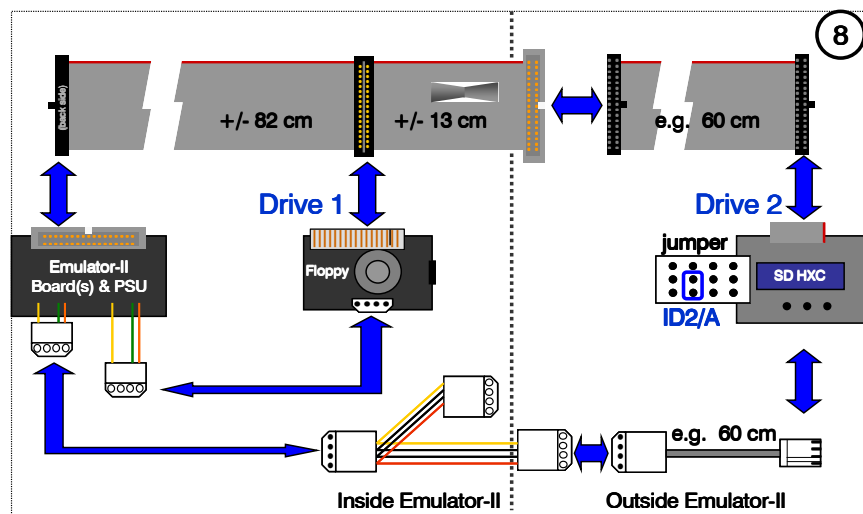 8
(back side)
+/- 82 cm
+/- 13 cm
e.g. 60 cm
Drive 1
Drive 2
Emulator-II
Board(s) & PSU
Floppy
jumper
SD HXC
ID2/A
e.g. 60 cm
Inside Emulator-II
Outside Emulator-II